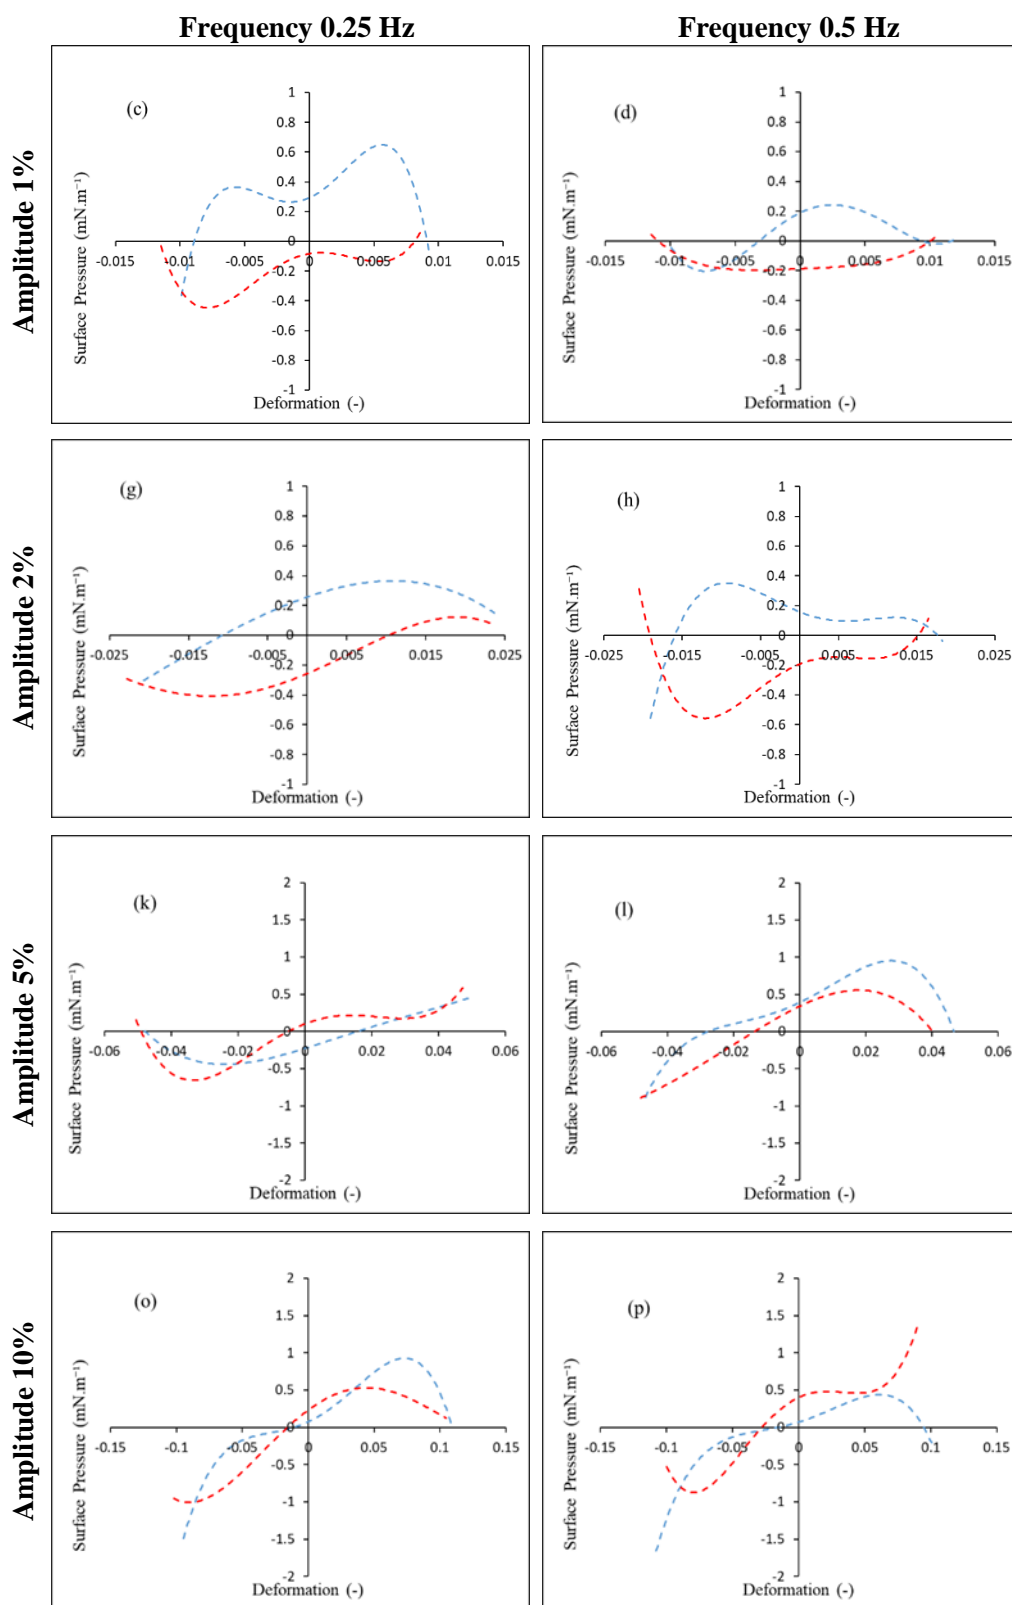 Frequency 0.25 Hz
Frequency 0.5 Hz
Amplitude 1%
(c)
Surface Pressure (mN.m⁻¹)
1
0.8
0.6
0.4
0.2
0
-0.2
-0.4
-0.6
-0.8
-1
-0.015 -0.01 -0.005 0 0.005 0.01 0.015
Deformation (-)
(d)
Surface Pressure (mN.m⁻¹)
1
0.8
0.6
0.4
0.2
0
-0.2
-0.4
-0.6
-0.8
-1
-0.015 -0.01 -0.005 0 0.005 0.01 0.015
Deformation (-)
Amplitude 2%
(g)
Surface Pressure (mN.m⁻¹)
1
0.8
0.6
0.4
0.2
0
-0.2
-0.4
-0.6
-0.8
-1
-0.025 -0.015 -0.005 0.005 0.015 0.025
Deformation (-)
(h)
Surface Pressure (mN.m⁻¹)
1
0.8
0.6
0.4
0.2
0
-0.2
-0.4
-0.6
-0.8
-1
-0.025 -0.015 -0.005 0.005 0.015 0.025
Deformation (-)
Amplitude 5%
(k)
Surface Pressure (mN.m⁻¹)
2
1.5
1
0.5
0
-0.5
-1
-1.5
-2
-0.06 -0.04 -0.02 0 0.02 0.04 0.06
Deformation (-)
(l)
Surface Pressure (mN.m⁻¹)
2
1.5
1
0.5
0
-0.5
-1
-1.5
-2
-0.06 -0.04 -0.02 0 0.02 0.04 0.06
Deformation (-)
Amplitude 10%
(o)
Surface Pressure (mN.m⁻¹)
2
1.5
1
0.5
0
-0.5
-1
-1.5
-2
-0.15 -0.1 -0.05 0 0.05 0.1 0.15
Deformation (-)
(p)
Surface Pressure (mN.m⁻¹)
2
1.5
1
0.5
0
-0.5
-1
-1.5
-2
-0.15 -0.1 -0.05 0 0.05 0.1 0.15
Deformation (-)